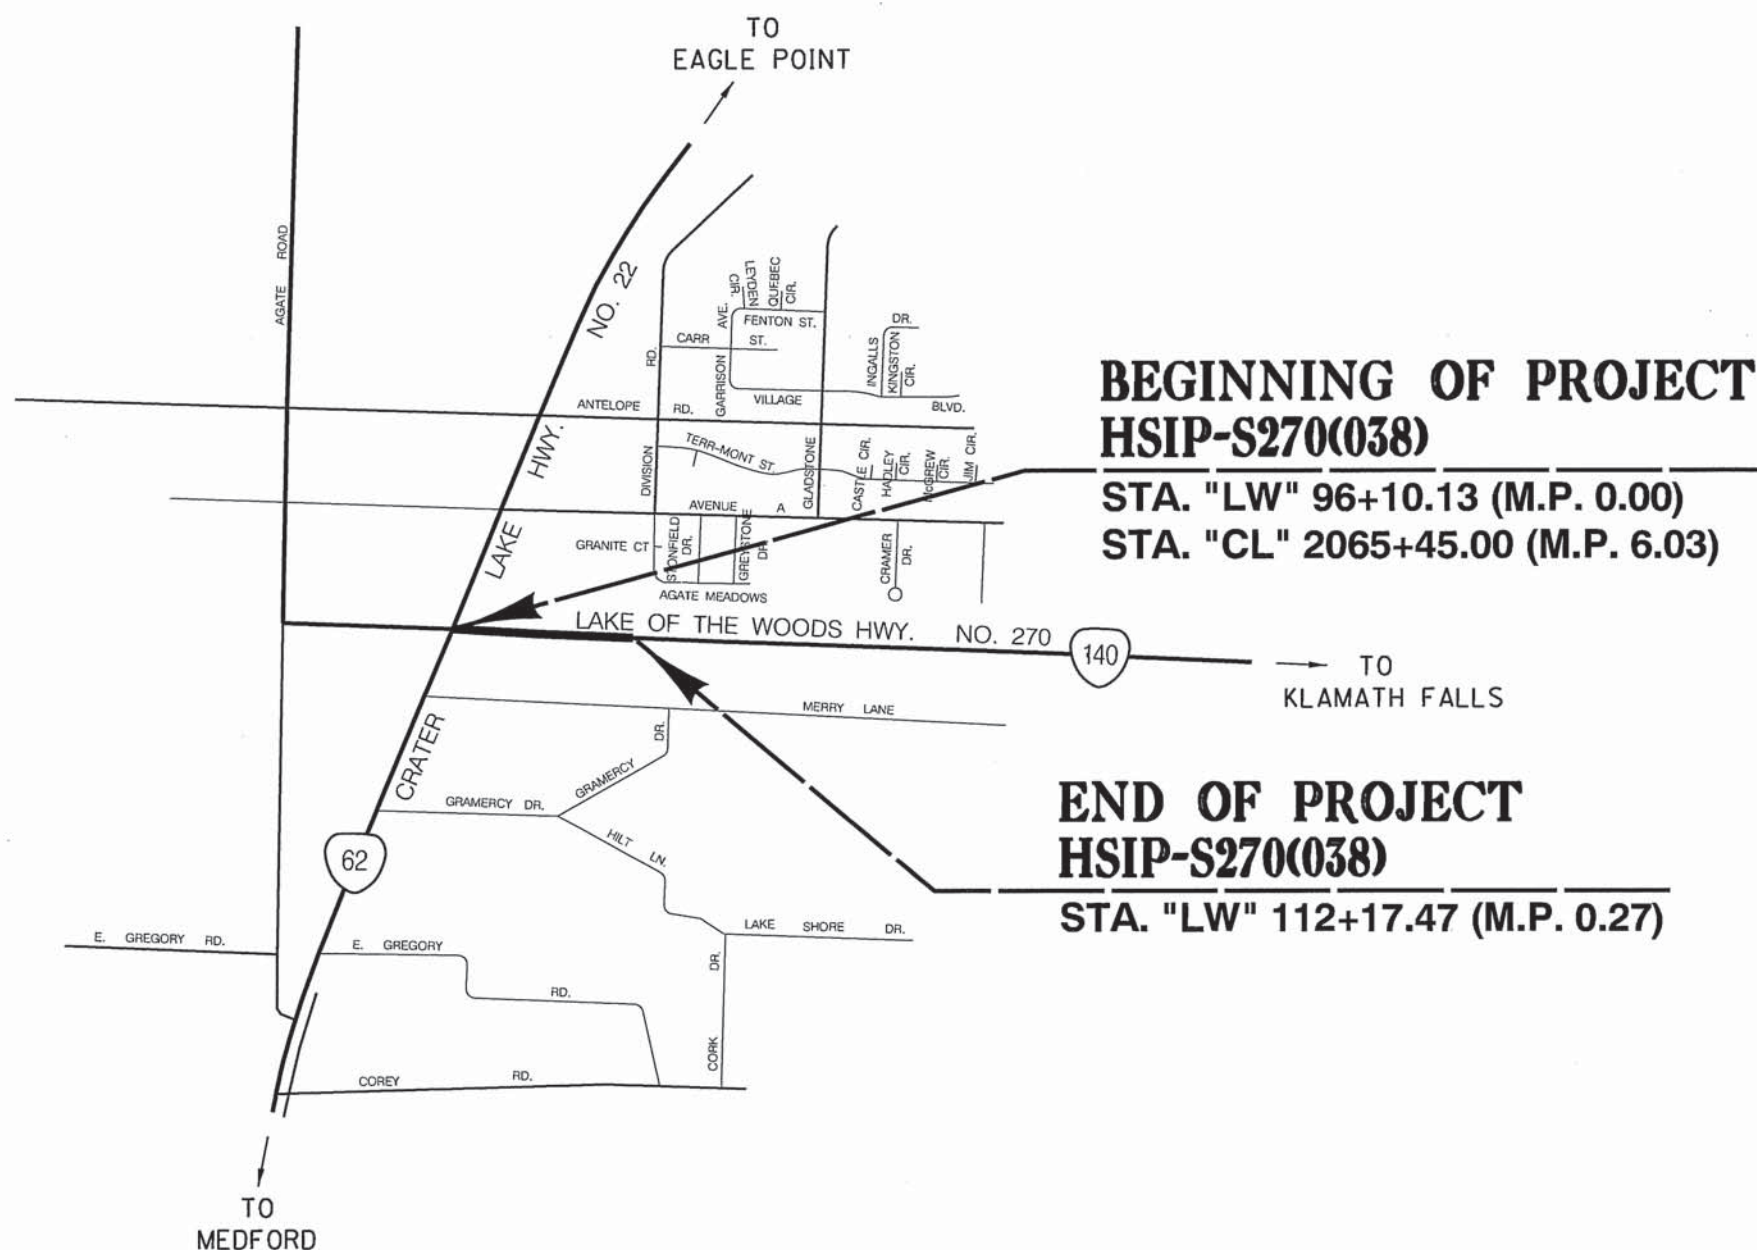 TO
EAGLE POINT
AGATE ROAD
NO. 22
HWY.
LAKE
CRATER
LEYDEN
CIR.
QUEBEC
CIR.
AVE.
FENTON ST.
CARR ST.
RD.
GARRISON
VILLAGE
BLVD.
DR.
INGALLS
KINGSTON
CIR.
ANTELOPE RD.
TERR-MONT ST.
DIVISION
GLADSTONE
CASTLE CIR.
HADLEY
CIR.
McGREW
CIR.
JIM CIR.
AVENUE A
GRANITE CT
STONFIELD
DR.
GREYSTONE
DR.
CRAMER
DR.
AGATE MEADOWS
BEGINNING OF PROJECT
HSIP-S270(038)
STA. "LW" 96+10.13 (M.P. 0.00)
STA. "CL" 2065+45.00 (M.P. 6.03)
LAKE OF THE WOODS HWY. NO. 270
140
TO
KLAMATH FALLS
MERRY LANE
DR.
GRAMERCY
GRAMERCY DR.
HILT LN.
62
END OF PROJECT
HSIP-S270(038)
STA. "LW" 112+17.47 (M.P. 0.27)
LAKE SHORE DR.
DR.
CORK
E. GREGORY RD.
E. GREGORY
RD.
COREY RD.
TO
MEDFORD